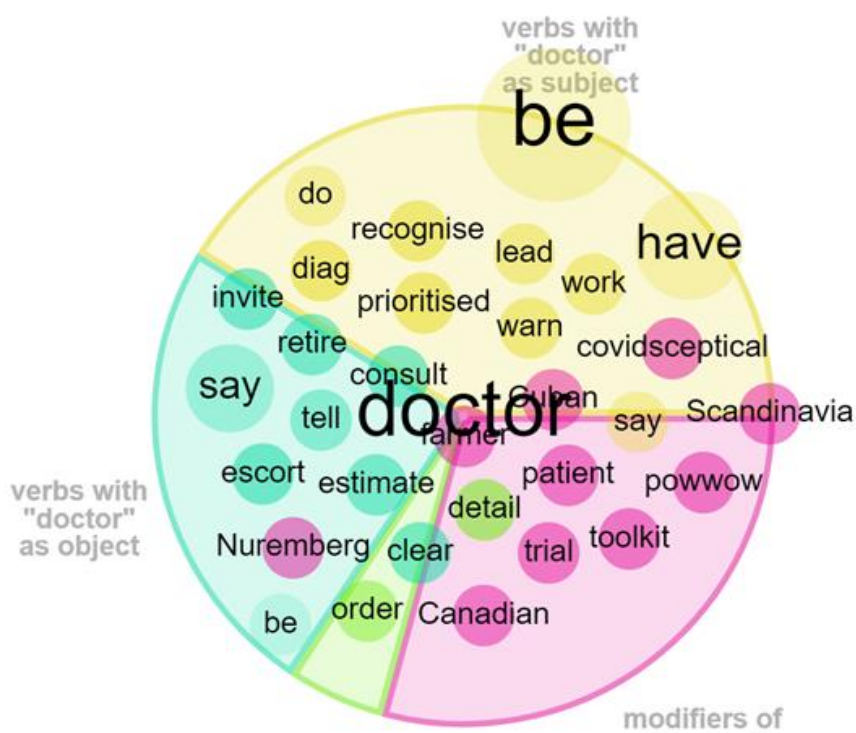 verbs with
"doctor"
as subject
be
do
recognise
lead
have
diag
work
invite
prioritised
warn
retire
covidsceptical
consult
say
Cuban
tell
doctor
say
Scandinavia
farmer
escort
estimate
patient
powwow
verbs with
"doctor"
as object
detail
Nuremberg
clear
trial
toolkit
be
order
Canadian
modifiers of